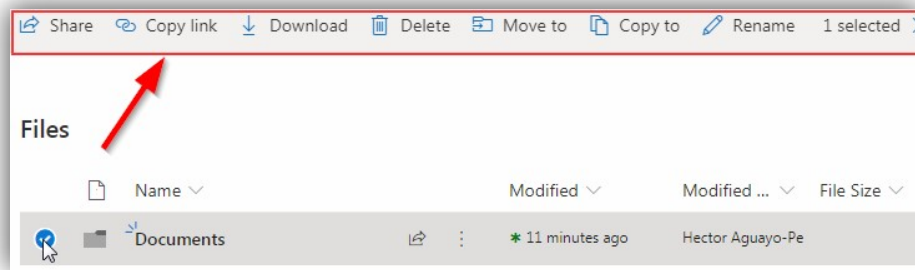 Share Copy link Download Delete Move to Copy to Rename 1 selected
Files
Name Modified Modified ... File Size
Documents 11 minutes ago Hector Aguayo-Pe